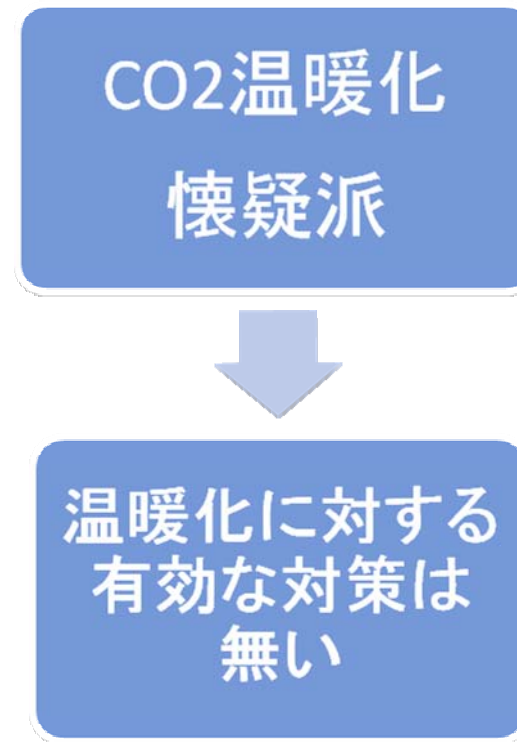 CO2温暖化
懐疑派
温暖化に対する
有効な対策は
無い